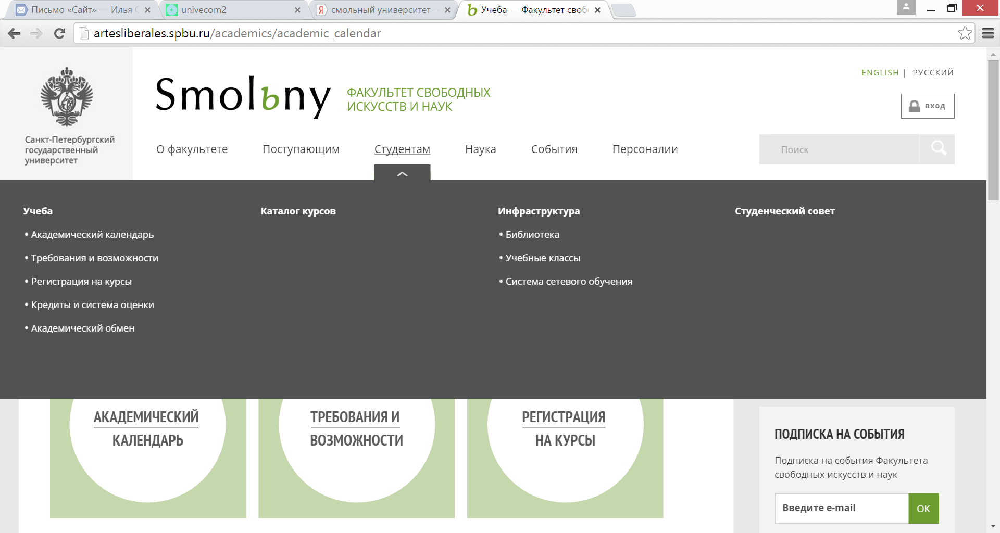 Письмо «Сайт» — Илья
univecom2
смольный университет —
Учеба — Факультет своб
artesliberales.spbu.ru/academics/academic_calendar
Санкт-Петербургский
государственный
университет
Smolьny
ФАКУЛЬТЕТ СВОБОДНЫХ
ИСКУССТВ И НАУК
ENGLISH | РУССКИЙ
вход
О факультете Поступающим Студентам Наука События Персоналии
Поиск
Учеба
• Академический календарь
• Требования и возможности
• Регистрация на курсы
• Кредиты и система оценки
• Академический обмен
Каталог курсов
Инфраструктура
• Библиотека
• Учебные классы
• Система сетевого обучения
Студенческий совет
АКАДЕМИЧЕСКИЙ
КАЛЕНДАРЬ
ТРЕБОВАНИЯ И
ВОЗМОЖНОСТИ
РЕГИСТРАЦИЯ
НА КУРСЫ
ПОДПИСКА НА СОБЫТИЯ
Подписка на события Факультета
свободных искусств и наук
Введите e-mail
OK